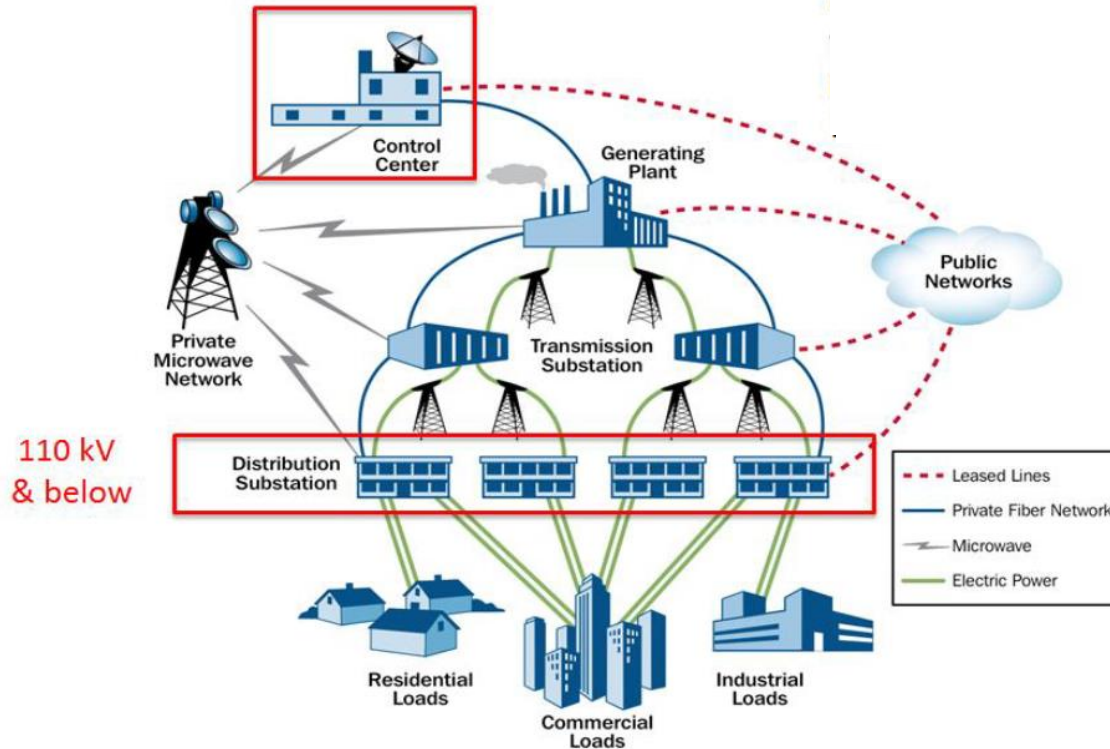 Control
Center
Generating
Plant
Public
Networks
Private
Microwave
Network
Transmission
Substation
110 kV
& below
Distribution
Substation
Leased Lines
Private Fiber Network
Microwave
Electric Power
Residential
Loads
Commercial
Loads
Industrial
Loads